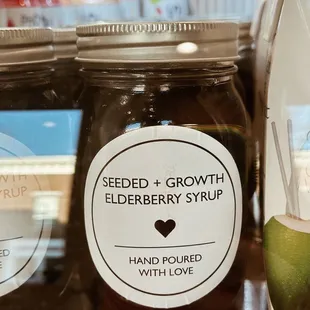 SEEDED + GROWTH
ELDERBERRY SYRUP
HAND POURED
WITH LOVE